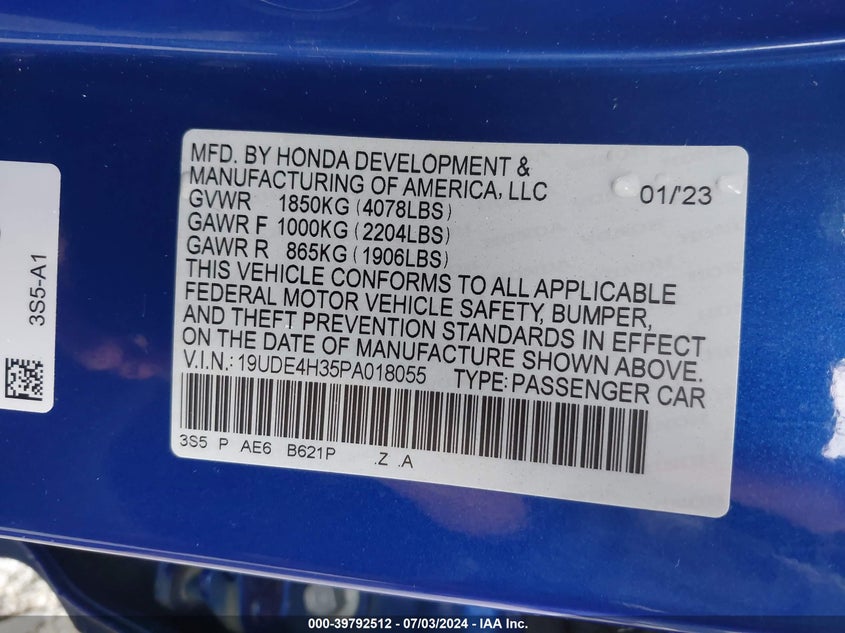 MFD. BY HONDA DEVELOPMENT &
MANUFACTURING OF AMERICA, LLC 01/'23
GVWR 1850KG (4078LBS)
GAWR F 1000KG (2204LBS)
GAWR R 865KG (1906LBS)
THIS VEHICLE CONFORMS TO ALL APPLICABLE
FEDERAL MOTOR VEHICLE SAFETY, BUMPER,
AND THEFT PREVENTION STANDARDS IN EFFECT
ON THE DATE OF MANUFACTURE SHOWN ABOVE.
V.I.N.: 19UDE4H35PA018055 TYPE: PASSENGER CAR
3S5 P AE6 B621P .Z .A
3S5-A1
000-39792512 / 07/03/2024 - IAA Inc.